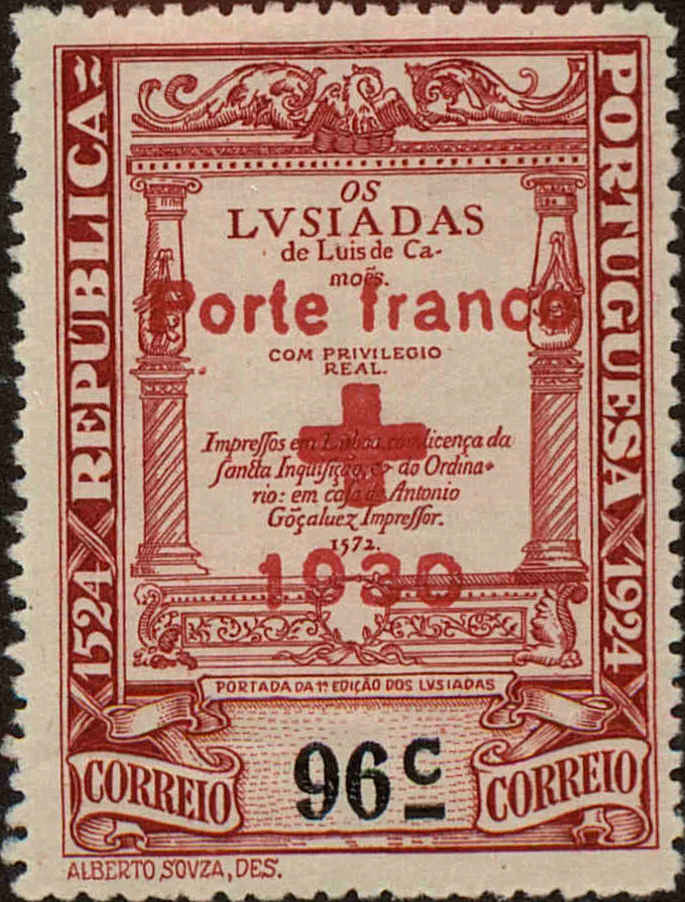 REPUBLICA
PORTUGUESA
1524
1924
OS
LVSIADAS
de Luis de Ca-
moẽs.
Porte franco
COM PRIVILEGIO
REAL.
Impreſſos em Lisboa, com licença da
ſancta Inquiſição, & do Ordina-
rio: em caſa de Antonio
Gõçaluez Impreſſor.
1572.
1930
PORTADA DA 1ª EDIÇÃO DOS LVSIADAS
CORREIO
96c
CORREIO
ALBERTO SOVZA, DES.